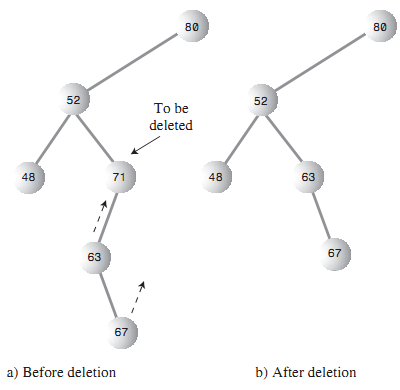 80
52
To be
deleted
48
71
63
67
a) Before deletion
80
52
48
63
67
b) After deletion